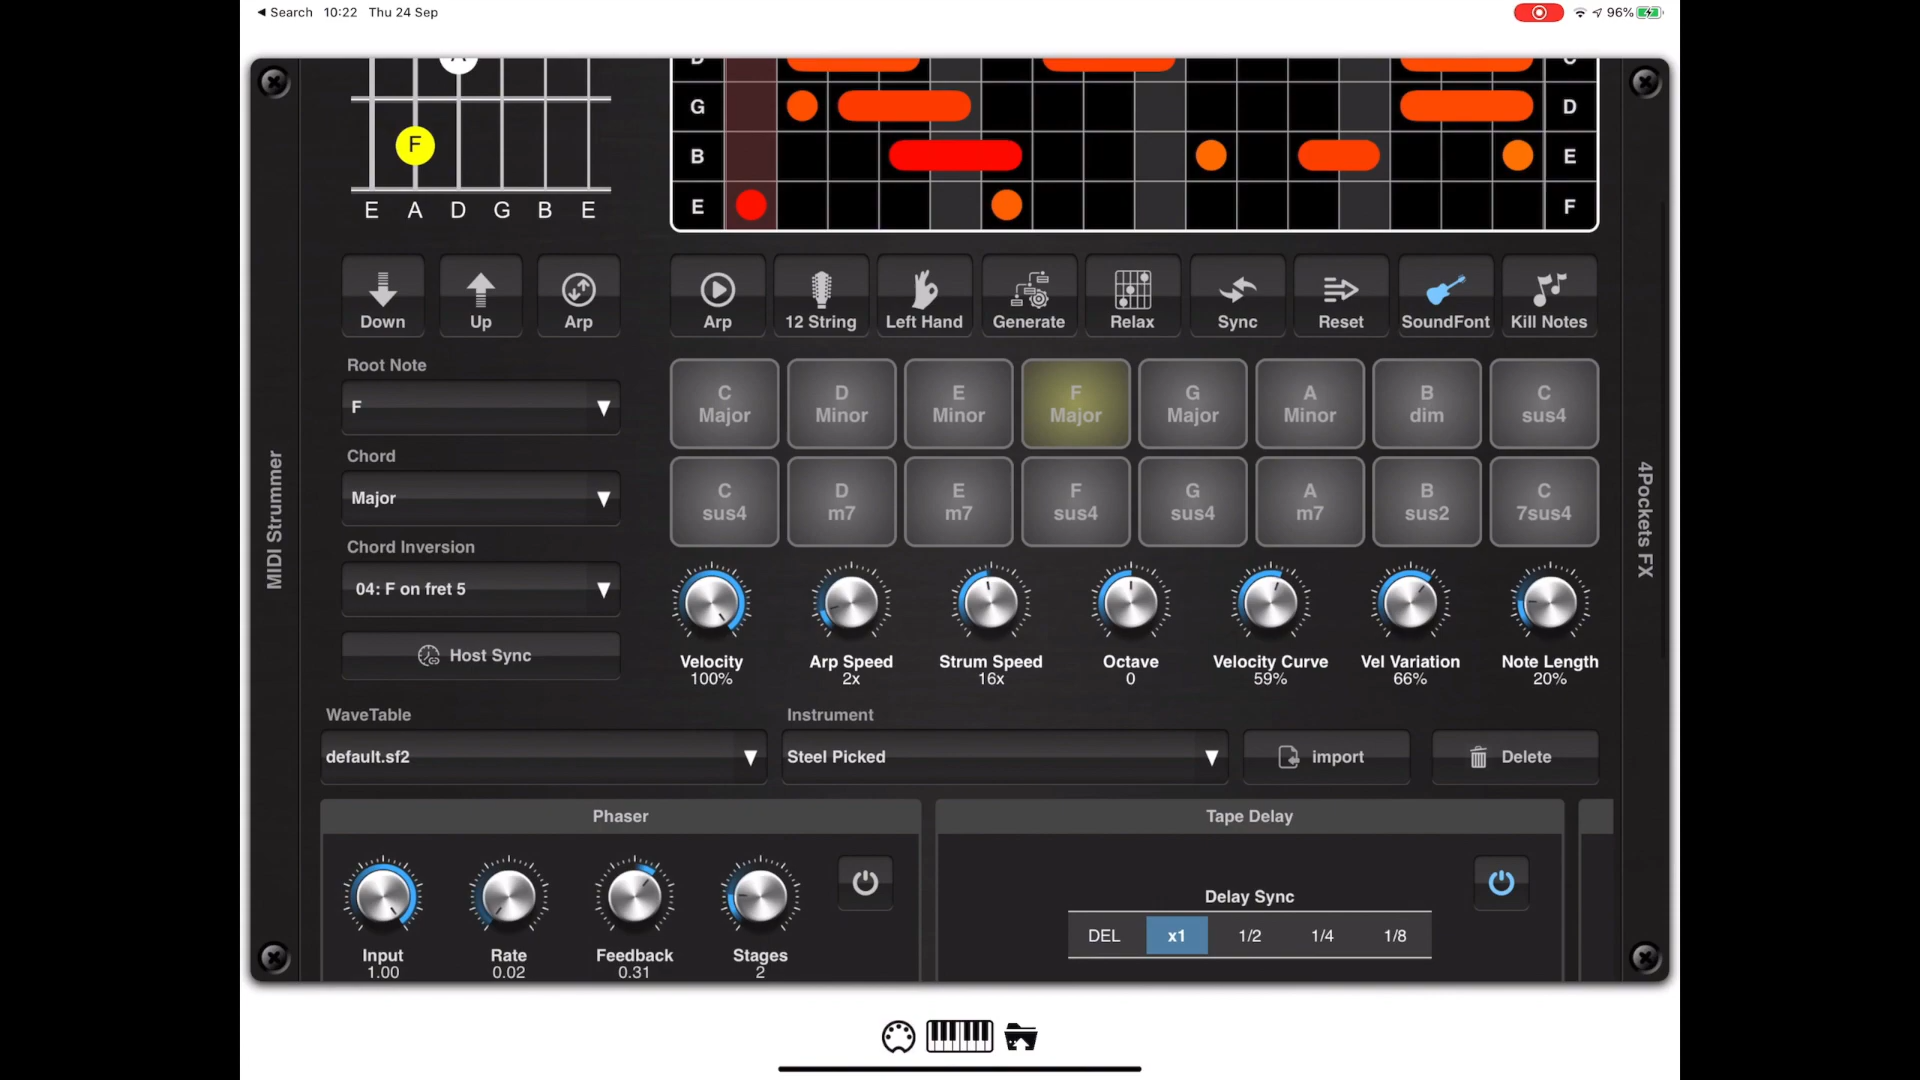 Search 10:22 Thu 24 Sep
96%
G D
F
B E
E F
E A D G B E
Down Up Arp
Arp 12 String Left Hand Generate Relax Sync Reset SoundFont Kill Notes
Root Note
F
Chord
Major
Chord Inversion
04: F on fret 5
Host Sync
C Major
D Minor
E Minor
F Major
G Major
A Minor
B dim
C sus4
C sus4
D m7
E m7
F sus4
G sus4
A m7
B sus2
C 7sus4
MIDI Strummer
4Pockets FX
Velocity Arp Speed Strum Speed Octave Velocity Curve Vel Variation Note Length
100% 2x 16x 0 59% 66% 20%
WaveTable Instrument
default.sf2 Steel Picked import Delete
Phaser Tape Delay
Delay Sync
DEL x1 1/2 1/4 1/8
Input Rate Feedback Stages
1.00 0.02 0.31 2